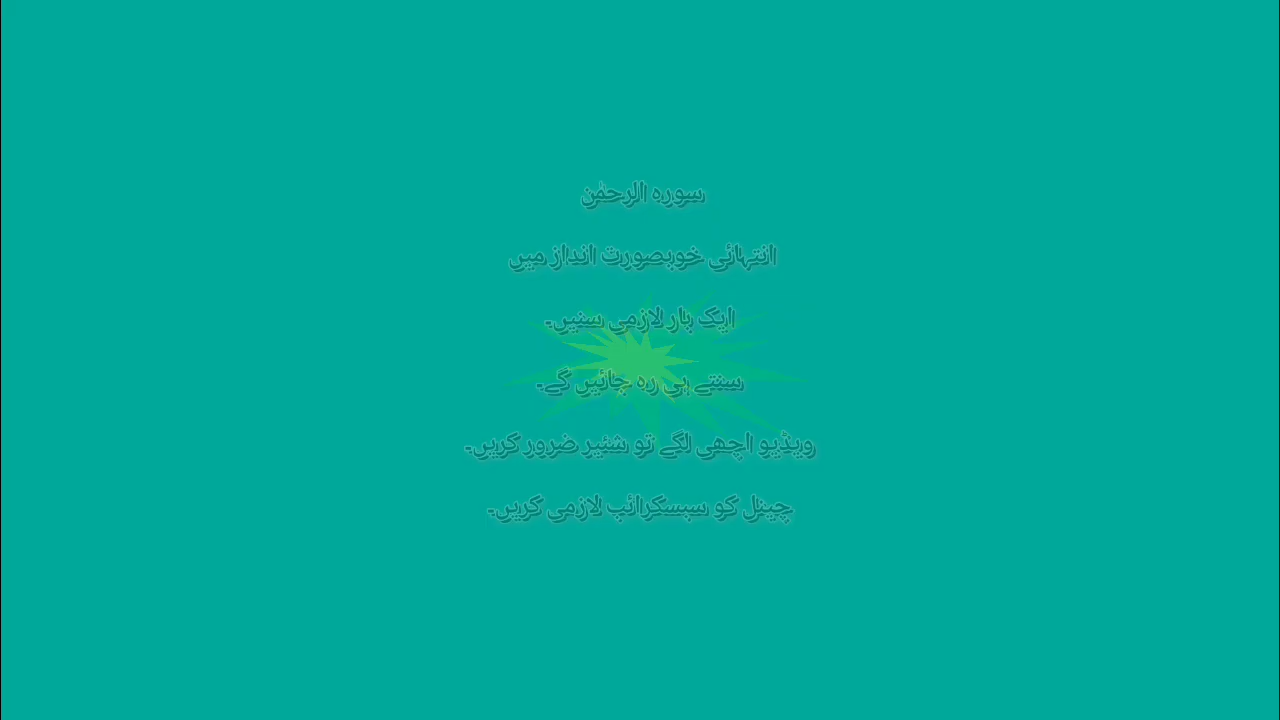 سورہ الرحمٰن
انتہائی خوبصورت انداز میں
ایک بار لازمی سنیں۔
سنتے ہی رہ جائیں گے۔
ویڈیو اچھی لگے تو شئیر ضرور کریں۔
چینل کو سبسکرائب لازمی کریں۔